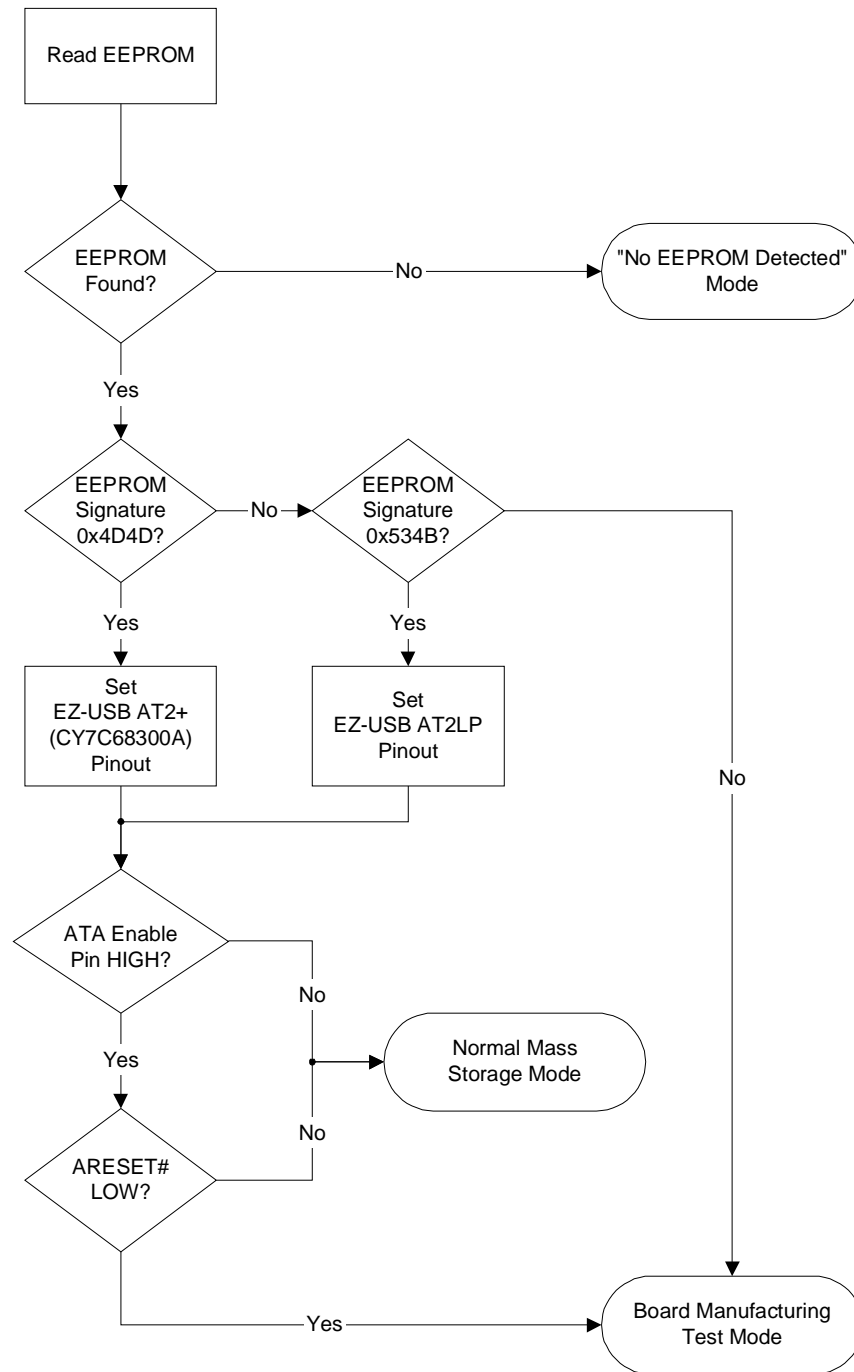 Read EEPROM
EEPROM
Found?
No
"No EEPROM Detected"
Mode
Yes
EEPROM
Signature
0x4D4D?
No
EEPROM
Signature
0x534B?
Yes
Yes
Set
EZ-USB AT2+
(CY7C68300A)
Pinout
Set
EZ-USB AT2LP
Pinout
No
ATA Enable
Pin HIGH?
No
Yes
Normal Mass
Storage Mode
No
ARESET#
LOW?
Yes
Board Manufacturing
Test Mode